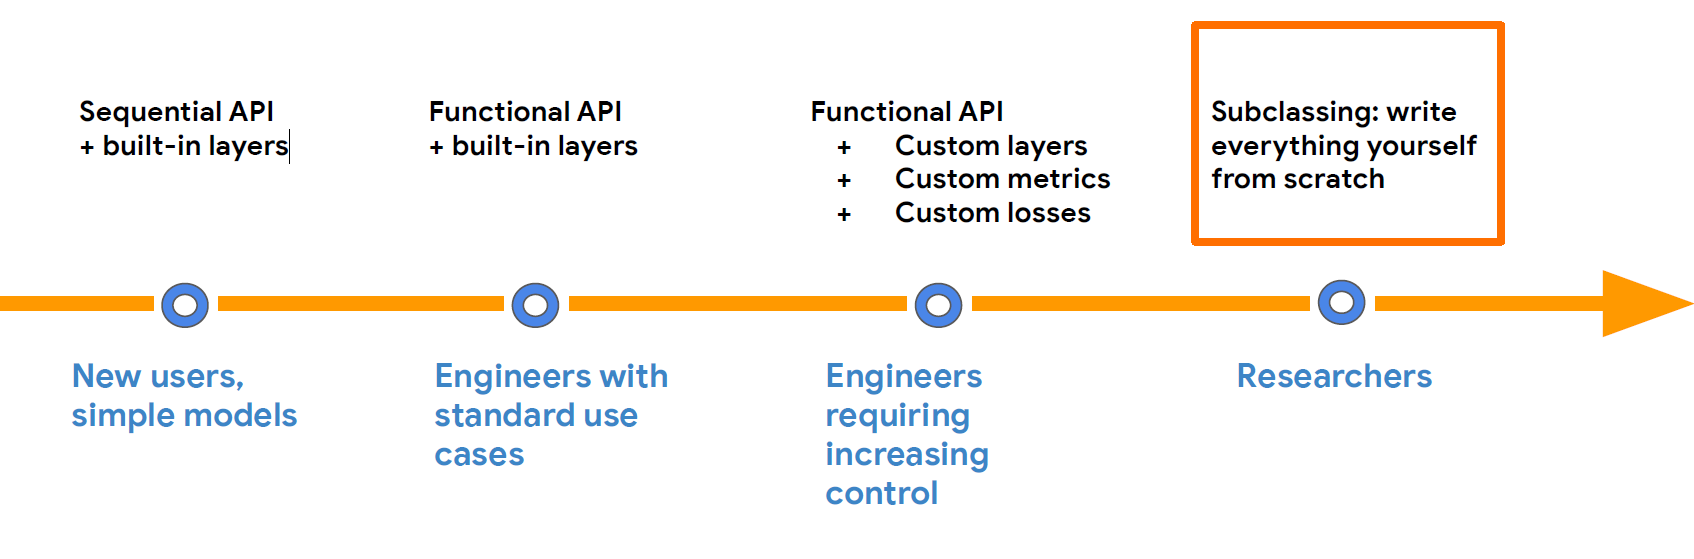 Sequential API
+ built-in layers
Functional API
+ built-in layers
Functional API
+ Custom layers
+ Custom metrics
+ Custom losses
Subclassing: write
everything yourself
from scratch
New users,
simple models
Engineers with
standard use
cases
Engineers
requiring
increasing
control
Researchers